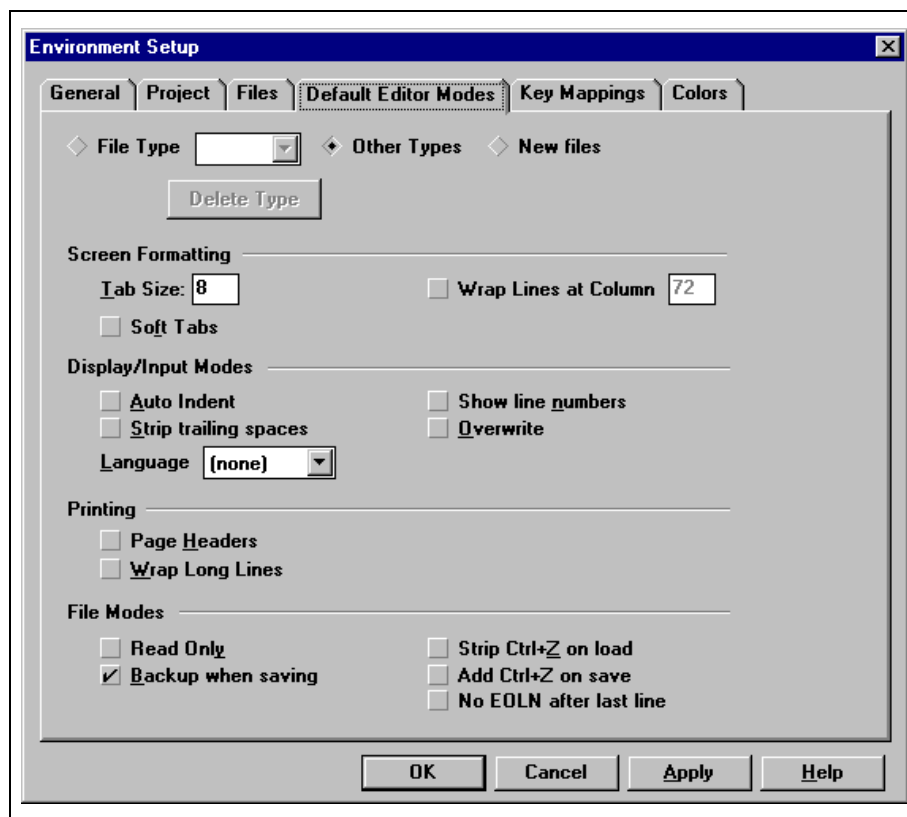 Environment Setup
General Project Files Default Editor Modes Key Mappings Colors
File Type Other Types New files
Delete Type
Screen Formatting
Tab Size: 8 Wrap Lines at Column 72
Soft Tabs
Display/Input Modes
Auto Indent Show line numbers
Strip trailing spaces Overwrite
Language (none)
Printing
Page Headers
Wrap Long Lines
File Modes
Read Only Strip Ctrl+Z on load
Backup when saving Add Ctrl+Z on save
No EOLN after last line
OK Cancel Apply Help